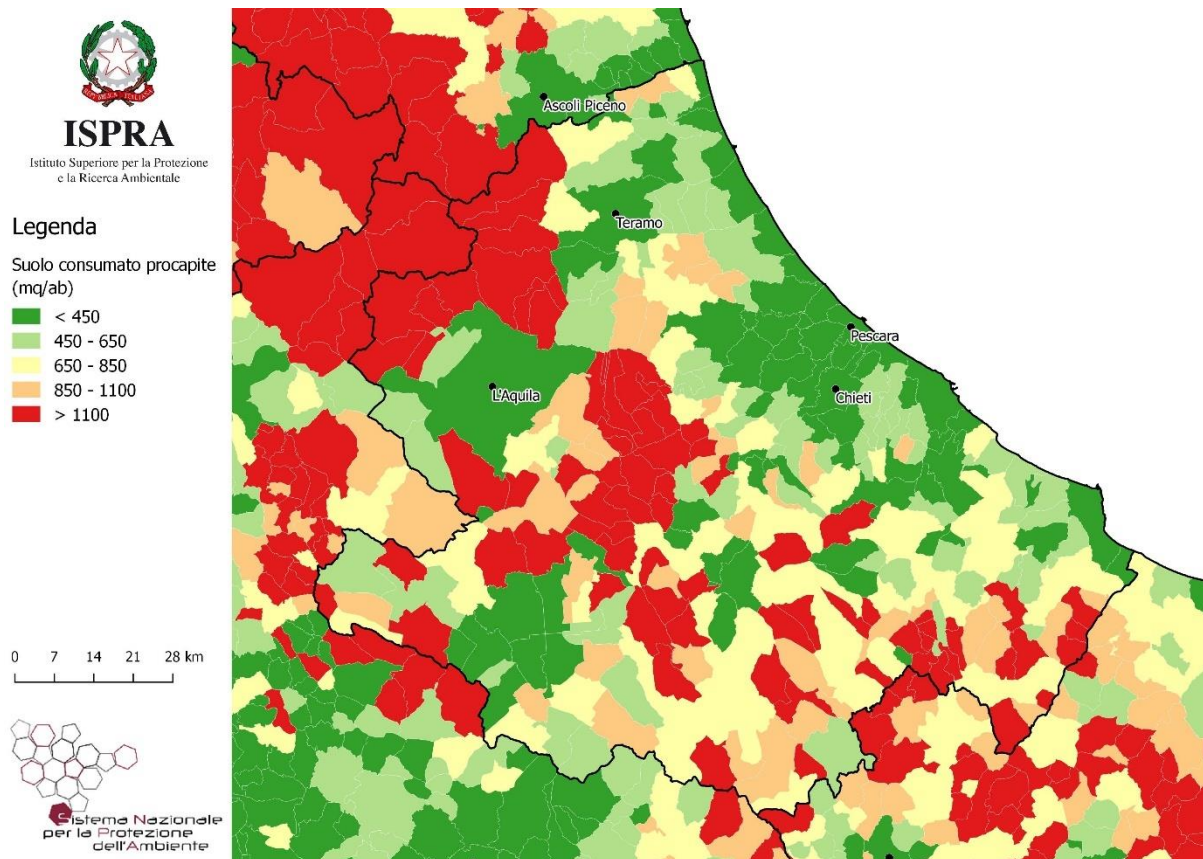 REPVBBLICA ITALIANA
ISPRA
Istituto Superiore per la Protezione
e la Ricerca Ambientale
Legenda
Suolo consumato procapite
(mq/ab)
< 450
450 - 650
650 - 850
850 - 1100
> 1100
0 7 14 21 28 km
Sistema Nazionale
per la Protezione
dell'Ambiente
Ascoli Piceno
Teramo
Pescara
L'Aquila
Chieti